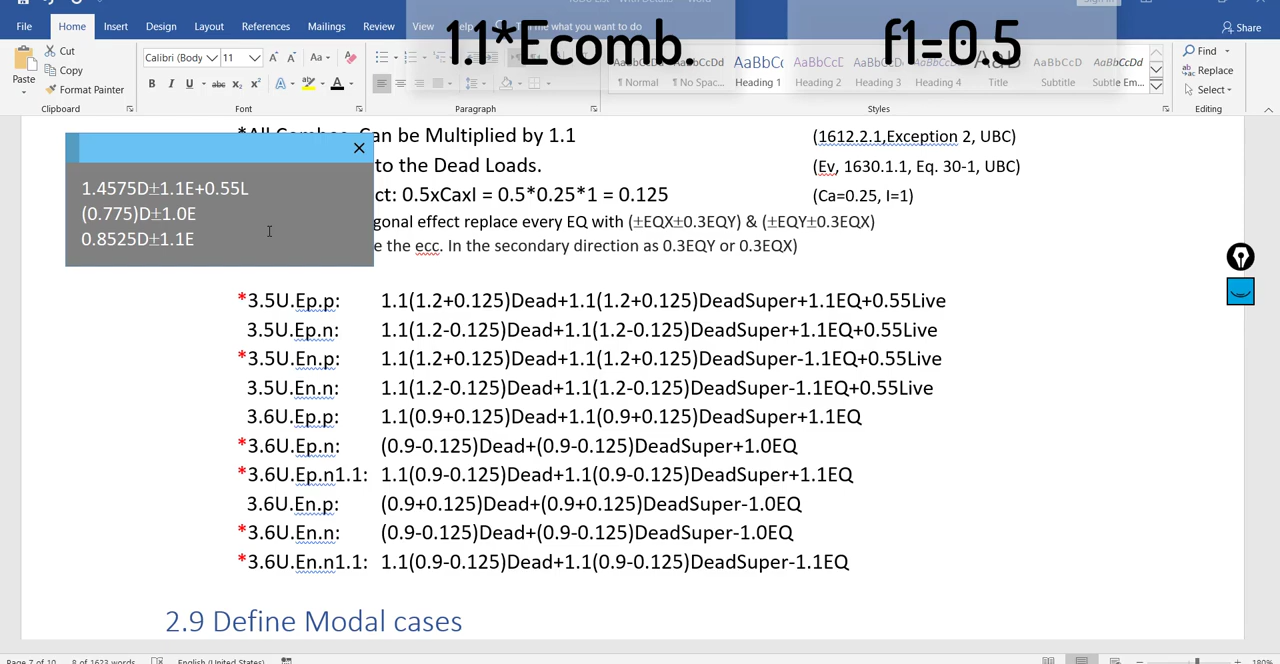 File Home Insert Design Layout References Mailings Review View what you want to do Share
1.1*Ecomb. f1=0.5
Cut
Copy
Format Painter
Paste
Calibri (Body 11
Find
Replace
Select
¶ Normal ¶ No Spac... Heading 1 Heading 2 Heading 3 Heading 4 Title Subtitle Subtle Em...
Clipboard Font Paragraph Styles Editing
Can be Multiplied by 1.1 (1612.2.1,Exception 2, UBC)
to the Dead Loads. (Ev, 1630.1.1, Eq. 30-1, UBC)
ct: 0.5xCaxI = 0.5*0.25*1 = 0.125 (Ca=0.25, I=1)
gonal effect replace every EQ with (±EQX±0.3EQY) & (±EQY±0.3EQX)
e the ecc. In the secondary direction as 0.3EQY or 0.3EQX)
1.4575D±1.1E+0.55L
(0.775)D±1.0E
0.8525D±1.1E
*3.5U.Ep.p: 1.1(1.2+0.125)Dead+1.1(1.2+0.125)DeadSuper+1.1EQ+0.55Live
3.5U.Ep.n: 1.1(1.2-0.125)Dead+1.1(1.2-0.125)DeadSuper+1.1EQ+0.55Live
*3.5U.En.p: 1.1(1.2+0.125)Dead+1.1(1.2+0.125)DeadSuper-1.1EQ+0.55Live
3.5U.En.n: 1.1(1.2-0.125)Dead+1.1(1.2-0.125)DeadSuper-1.1EQ+0.55Live
3.6U.Ep.p: 1.1(0.9+0.125)Dead+1.1(0.9+0.125)DeadSuper+1.1EQ
*3.6U.Ep.n: (0.9-0.125)Dead+(0.9-0.125)DeadSuper+1.0EQ
*3.6U.Ep.n1.1: 1.1(0.9-0.125)Dead+1.1(0.9-0.125)DeadSuper+1.1EQ
3.6U.En.p: (0.9+0.125)Dead+(0.9+0.125)DeadSuper-1.0EQ
*3.6U.En.n: (0.9-0.125)Dead+(0.9-0.125)DeadSuper-1.0EQ
*3.6U.En.n1.1: 1.1(0.9-0.125)Dead+1.1(0.9-0.125)DeadSuper-1.1EQ
2.9 Define Modal cases
Page 7 of 10 8 of 1623 words English (United States) 180%